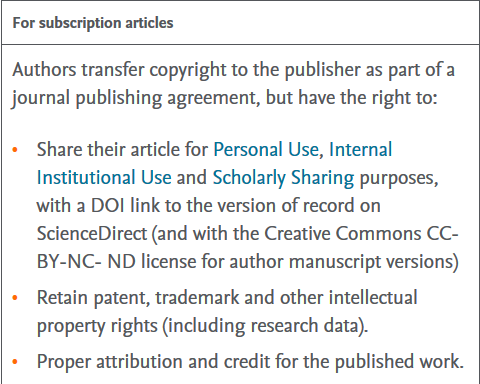 For subscription articles
Authors transfer copyright to the publisher as part of a
journal publishing agreement, but have the right to:
• Share their article for Personal Use, Internal
Institutional Use and Scholarly Sharing purposes,
with a DOI link to the version of record on
ScienceDirect (and with the Creative Commons CC-
BY-NC- ND license for author manuscript versions)
• Retain patent, trademark and other intellectual
property rights (including research data).
• Proper attribution and credit for the published work.